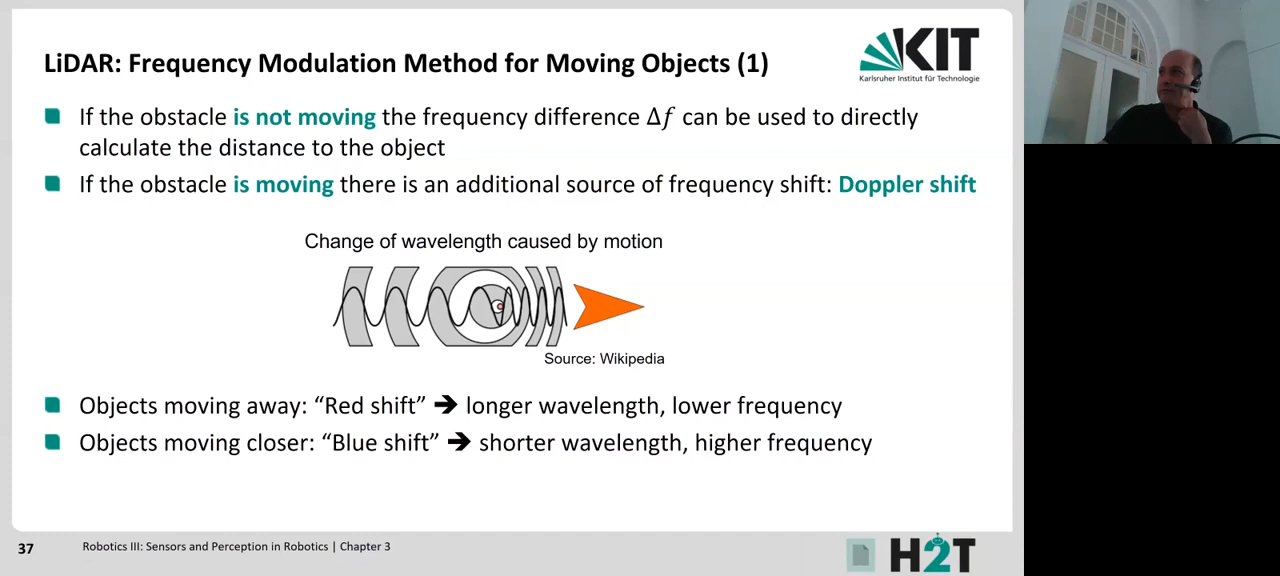 LiDAR: Frequency Modulation Method for Moving Objects (1)
KIT
Karlsruher Institut für Technologie
If the obstacle is not moving the frequency difference Δf can be used to directly
calculate the distance to the object
If the obstacle is moving there is an additional source of frequency shift: Doppler shift
Change of wavelength caused by motion
Source: Wikipedia
Objects moving away: “Red shift” ➔ longer wavelength, lower frequency
Objects moving closer: “Blue shift” ➔ shorter wavelength, higher frequency
37
Robotics III: Sensors and Perception in Robotics | Chapter 3
H2T